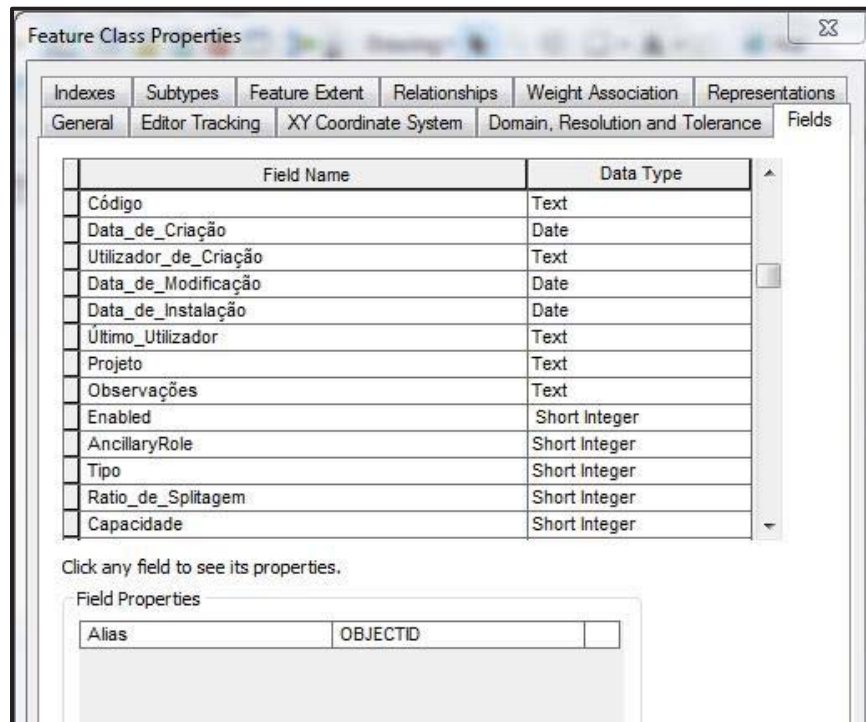 Feature Class Properties
Indexes Subtypes Feature Extent Relationships Weight Association Representations
General Editor Tracking XY Coordinate System Domain, Resolution and Tolerance Fields
Field Name Data Type
Código Text
Data_de_Criação Date
Utilizador_de_Criação Text
Data_de_Modificação Date
Data_de_Instalação Date
Último_Utilizador Text
Projeto Text
Observações Text
Enabled Short Integer
AncillaryRole Short Integer
Tipo Short Integer
Ratio_de_Splitagem Short Integer
Capacidade Short Integer
Click any field to see its properties.
Field Properties
Alias OBJECTID